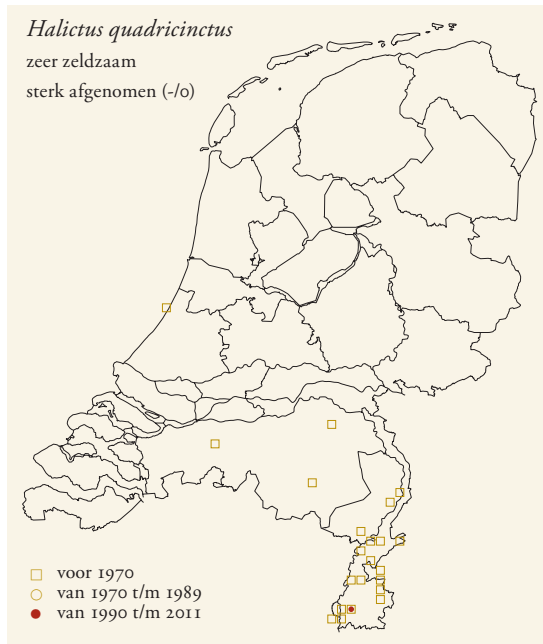 Halictus quadricinctus
zeer zeldzaam
sterk afgenomen (-/0)
voor 1970
van 1970 t/m 1989
van 1990 t/m 2011